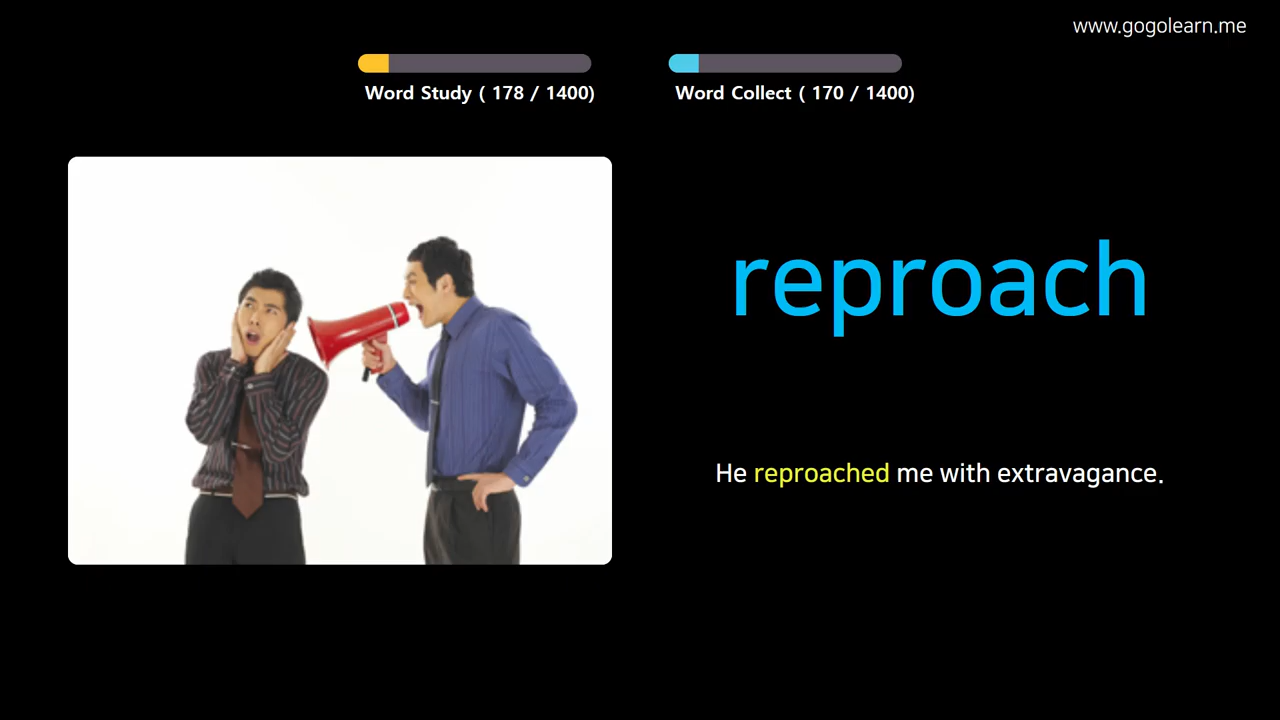 www.gogolearn.me
Word Study ( 178 / 1400)
Word Collect ( 170 / 1400)
reproach
He reproached me with extravagance.